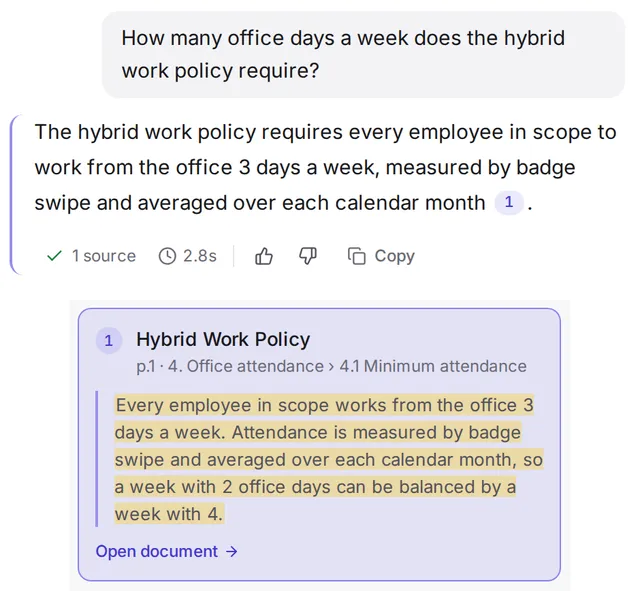 How many office days a week does the hybrid
work policy require?
The hybrid work policy requires every employee in scope to
work from the office 3 days a week, measured by badge
swipe and averaged over each calendar month 1 .
1 source 2.8s Copy
1 Hybrid Work Policy
p.1 · 4. Office attendance › 4.1 Minimum attendance
Every employee in scope works from the office 3
days a week. Attendance is measured by badge
swipe and averaged over each calendar month, so
a week with 2 office days can be balanced by a
week with 4.
Open document →